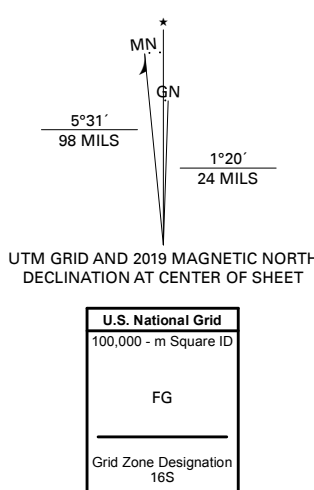 ★
MN
GN
5°31´
98 MILS
1°20´
24 MILS
UTM GRID AND 2019 MAGNETIC NORTH
DECLINATION AT CENTER OF SHEET
U.S. National Grid
100,000 - m Square ID
FG
Grid Zone Designation
16S